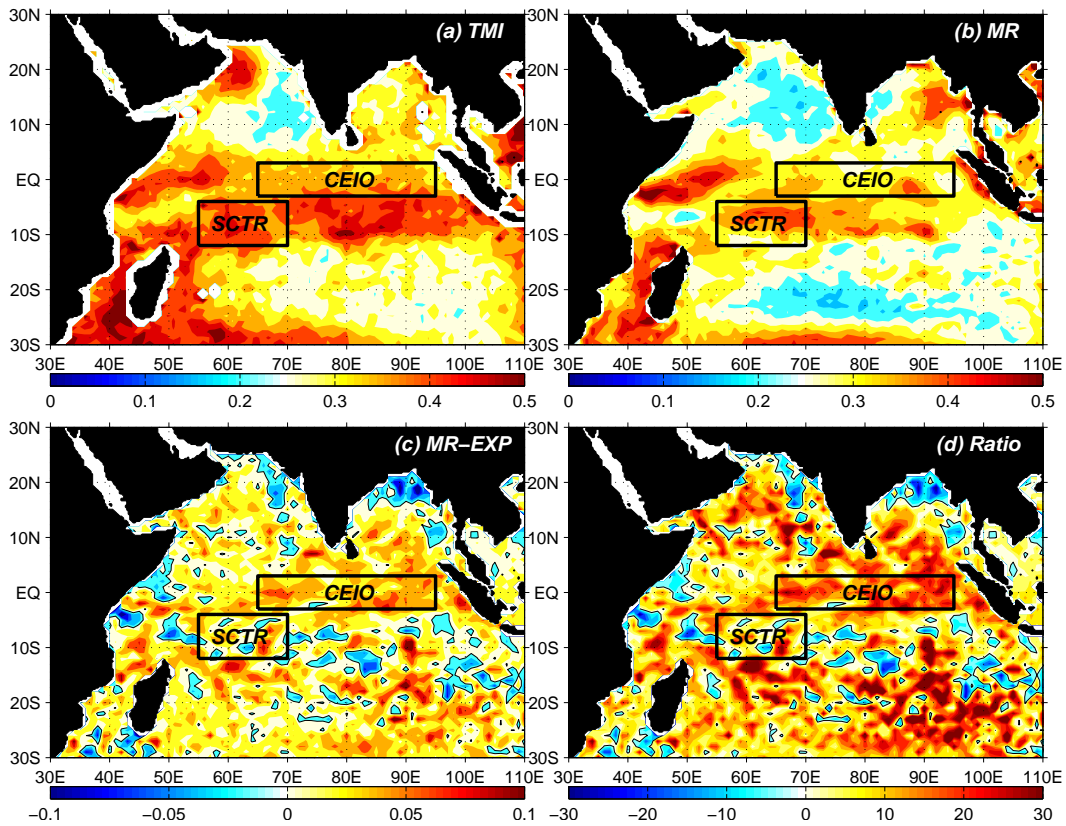 (a) TMI
(b) MR
30N
20N
10N
EQ
10S
20S
30S
CEIO
SCTR
30E 40E 50E 60E 70E 80E 90E 100E 110E
0 0.1 0.2 0.3 0.4 0.5
30N
20N
10N
EQ
10S
20S
30S
CEIO
SCTR
30E 40E 50E 60E 70E 80E 90E 100E 110E
0 0.1 0.2 0.3 0.4 0.5
(c) MR−EXP
(d) Ratio
30N
20N
10N
EQ
10S
20S
30S
CEIO
SCTR
30E 40E 50E 60E 70E 80E 90E 100E 110E
−0.1 −0.05 0 0.05 0.1
30N
20N
10N
EQ
10S
20S
30S
CEIO
SCTR
30E 40E 50E 60E 70E 80E 90E 100E 110E
−30 −20 −10 0 10 20 30